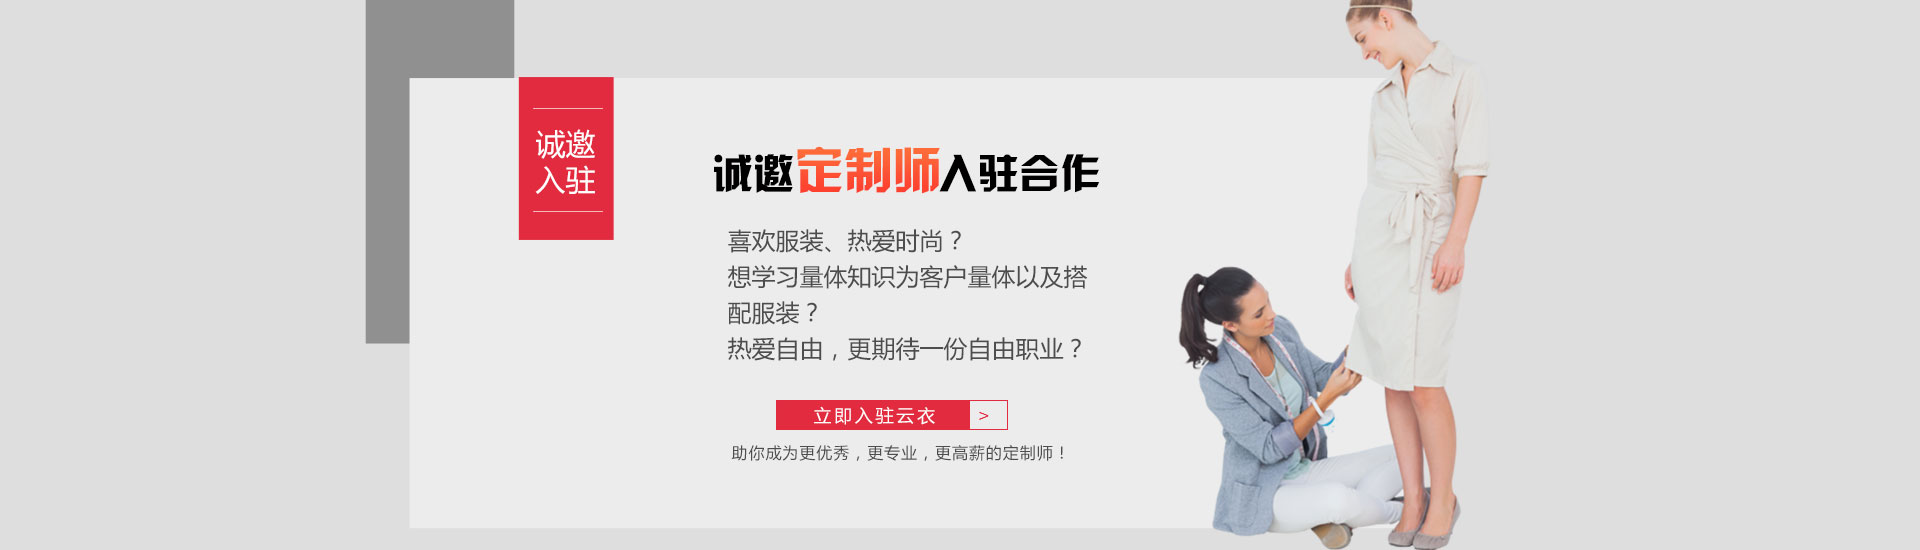 诚邀
入驻
诚邀定制师入驻合作
喜欢服装、热爱时尚？
想学习量体知识为客户量体以及搭
配服装？
热爱自由，更期待一份自由职业？
立即入驻云衣 >
助你成为更优秀，更专业，更高薪的定制师！